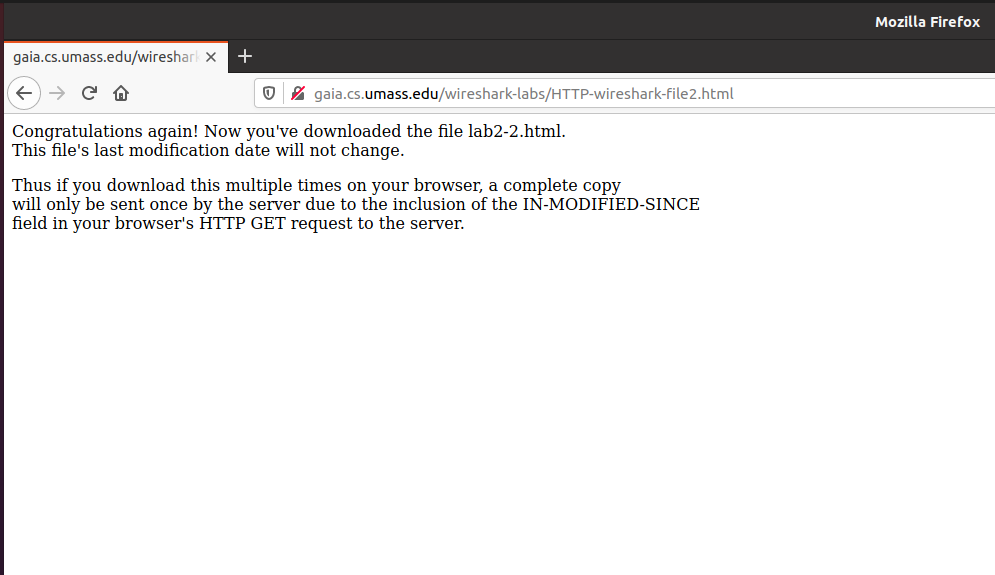 Mozilla Firefox
gaia.cs.umass.edu/wireshar
gaia.cs.umass.edu/wireshark-labs/HTTP-wireshark-file2.html
Congratulations again! Now you've downloaded the file lab2-2.html.
This file's last modification date will not change.
Thus if you download this multiple times on your browser, a complete copy
will only be sent once by the server due to the inclusion of the IN-MODIFIED-SINCE
field in your browser's HTTP GET request to the server.